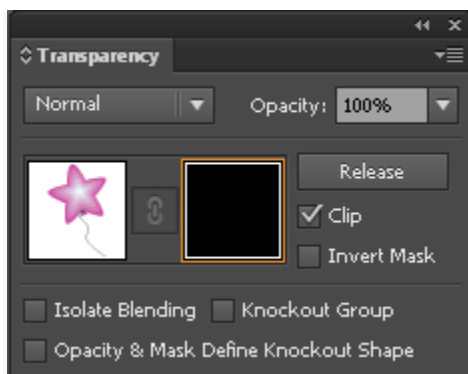 Transparency
Normal Opacity: 100%
Release
Clip
Invert Mask
Isolate Blending Knockout Group
Opacity & Mask Define Knockout Shape